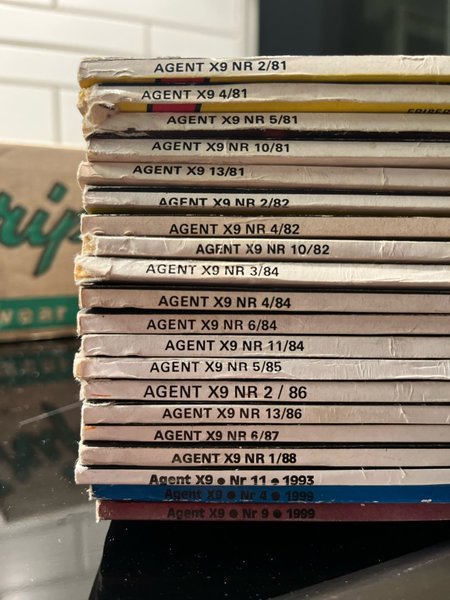 AGENT X9 NR 2/81
AGENT X9 4/81
AGENT X9 NR 5/81
AGENT X9 NR 10/81
AGENT X9 13/81
AGENT X9 NR 2/82
AGENT X9 NR 4/82
AGENT X9 NR 10/82
AGENT X9 NR 3/84
AGENT X9 NR 4/84
AGENT X9 NR 6/84
AGENT X9 NR 11/84
AGENT X9 NR 5/85
AGENT X9 NR 2 / 86
AGENT X9 NR 13/86
AGENT X9 NR 6/87
AGENT X9 NR 1/88
Agent X9 ● Nr 11 ● 1993
Agent X9 ● Nr 4 ● 1999
Agent X9 ● Nr 9 ● 1999